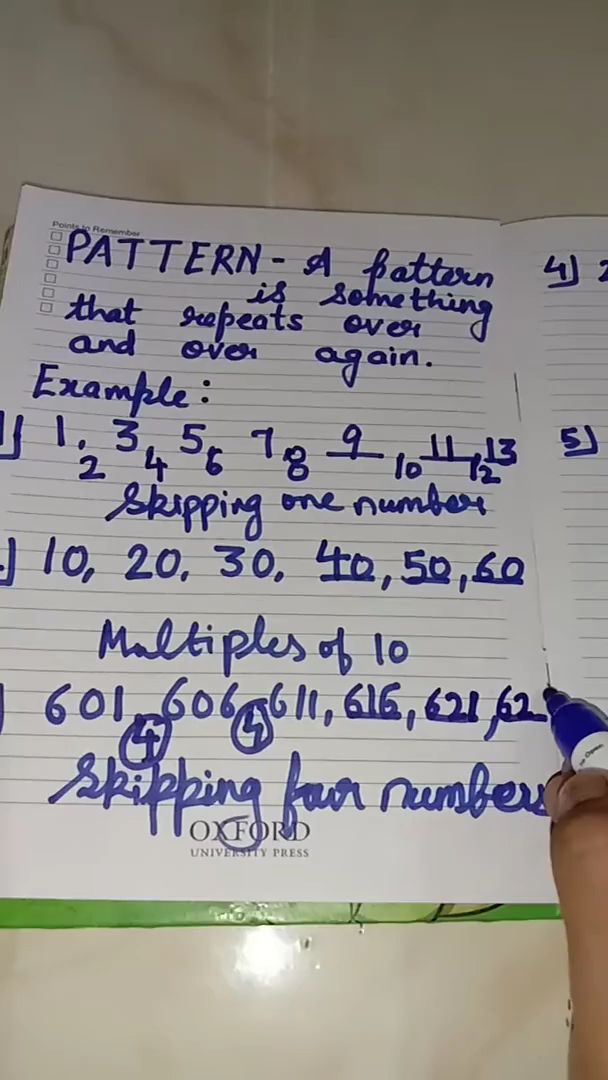 Points to Remember
PATTERN - A pattern
is something
that repeats over
and over again.
Example:
1] 1, 3, 5, 7, 9, 11, 13
2 4 6 8 10 12
Skipping one number
.] 10, 20, 30, 40, 50, 60
Multiples of 10
] 601, 606, 611, 616, 621, 62
4 4
Skipping four numbers
OXFORD
UNIVERSITY PRESS
4] 2
5]